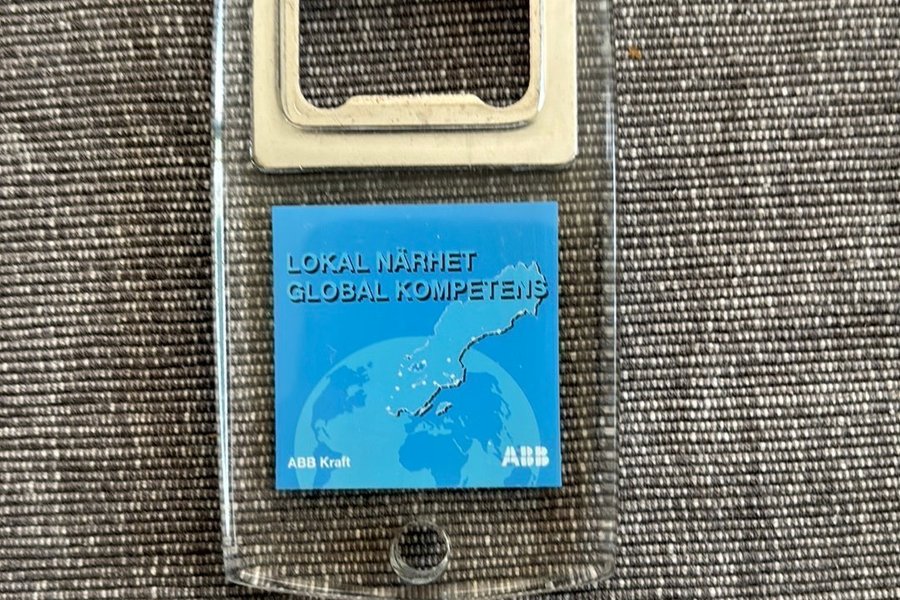 LOKAL NÄRHET
GLOBAL KOMPETENS
ABB Kraft
ABB